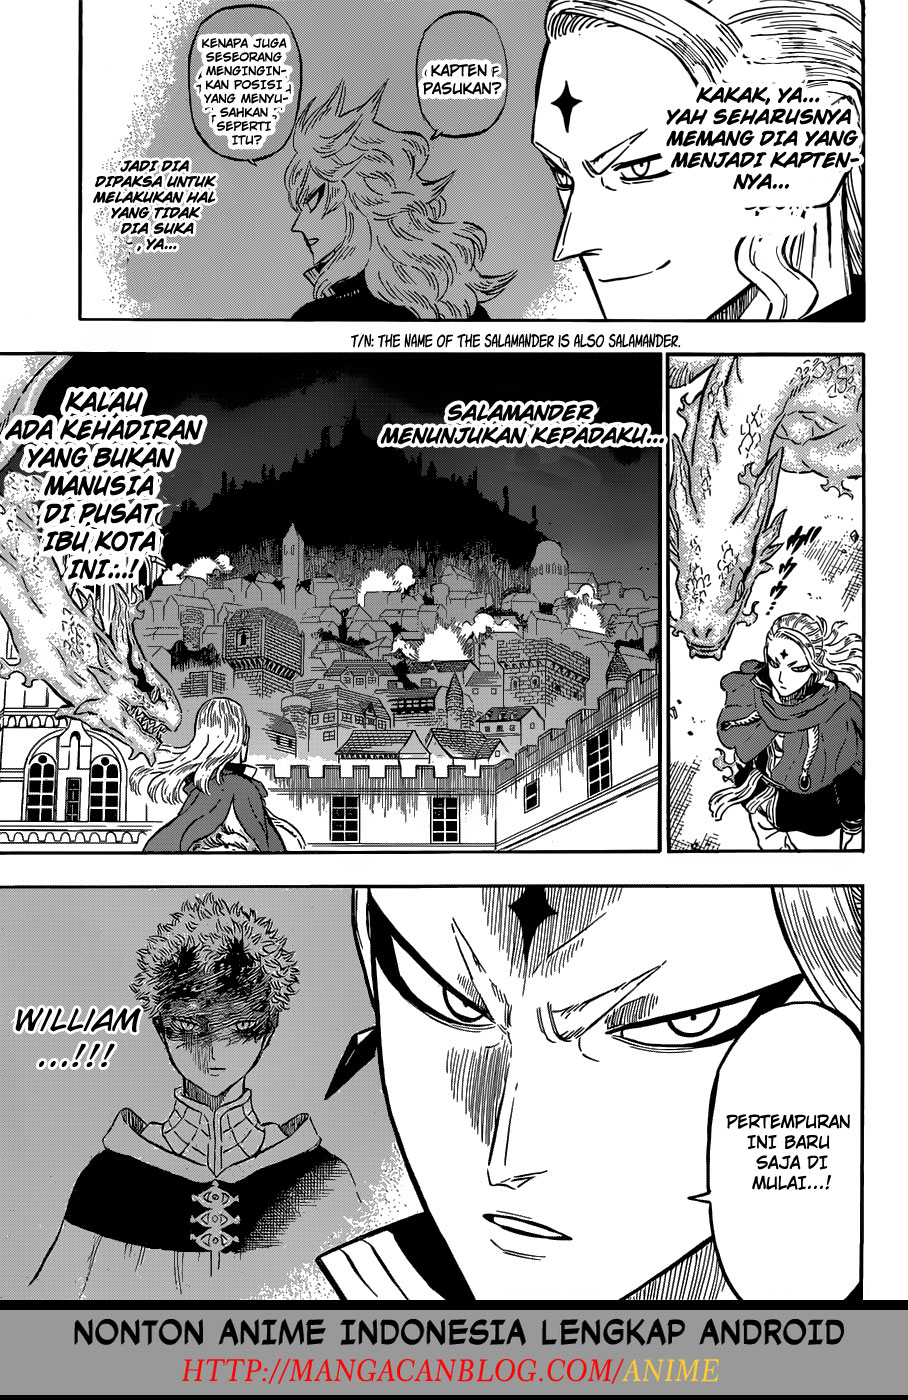 KAKAK, YA...
YAH SEHARUSNYA
MEMANG DIA YANG
MENJADI KAPTEN-
NYA...
KAPTEN
PASUKAN?
KENAPA JUGA
SESEORANG
MENGINGIN-
KAN POSISI
YANG MENYU-
SAHKAN
SEPERTI
ITU?
JADI DIA
DIPAKSA UNTUK
MELAKUKAN HAL
YANG TIDAK
DIA SUKA
, YA...
T/N: THE NAME OF THE SALAMANDER IS ALSO SALAMANDER.
SALAMANDER
MENUNJUKAN KEPADAKU...
KALAU
ADA KEHADIRAN
YANG BUKAN
MANUSIA
DI PUSAT
IBU KOTA
INI...!
PERTEMPURAN
INI BARU
SAJA DI
MULAI...!
WILLIAM
...!!!
NONTON ANIME INDONESIA LENGKAP ANDROID
HTTP://MANGACANBLOG.COM/ANIME